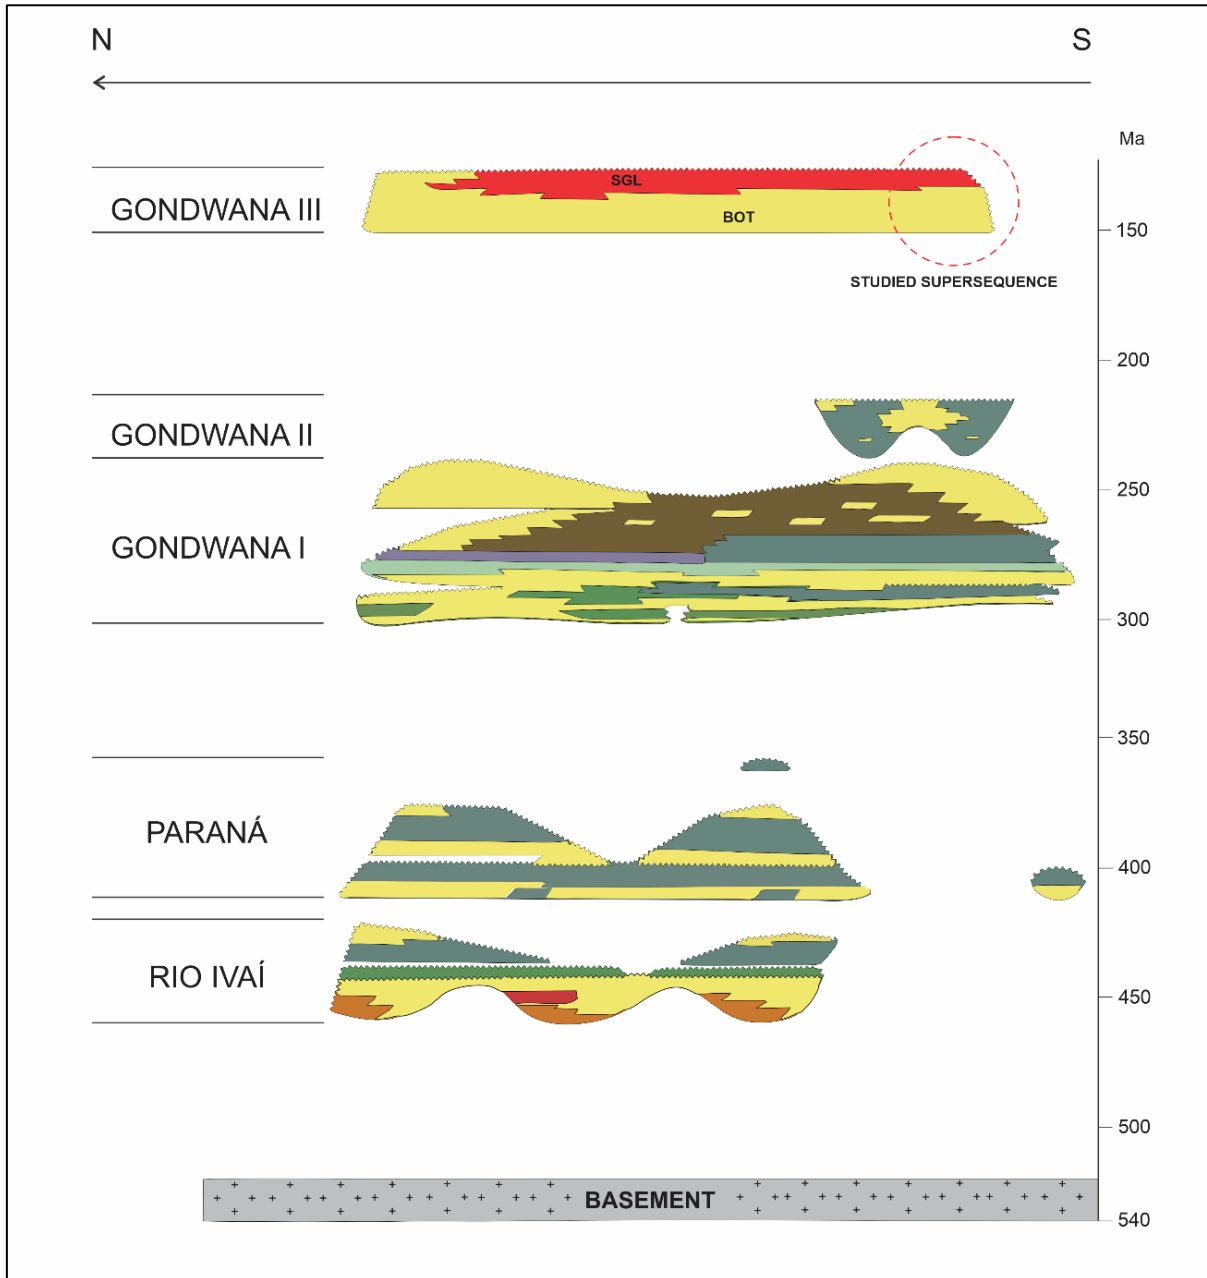 N
S
Ma
SGL
GONDWANA III
BOT
150
STUDIED SUPERSEQUENCE
200
GONDWANA II
250
GONDWANA I
300
350
PARANÁ
400
RIO IVAÍ
450
500
BASEMENT
540